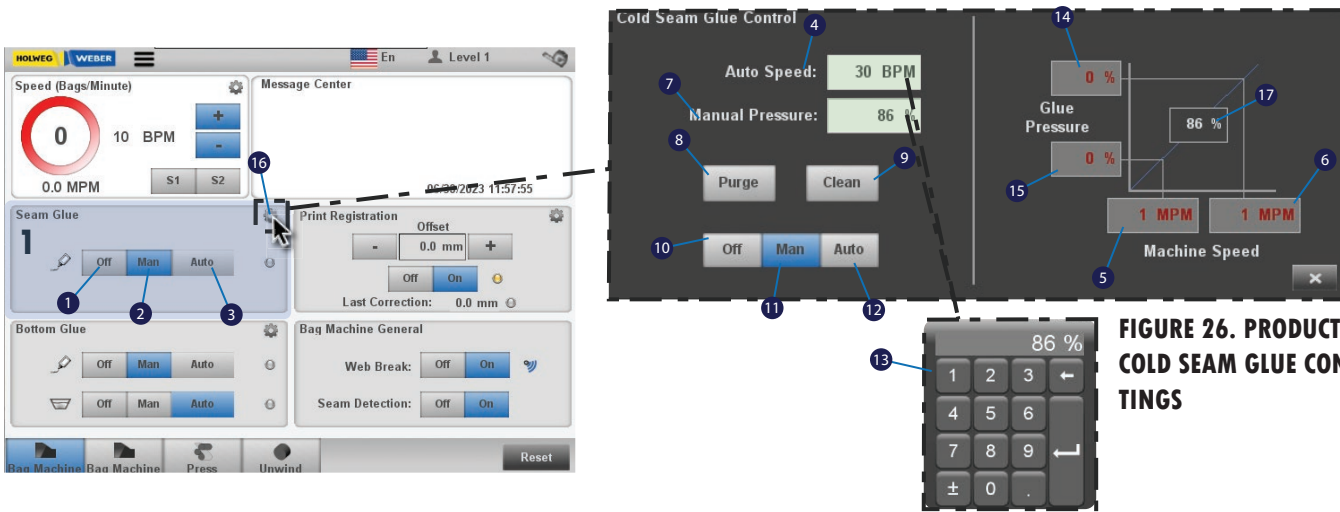 HOLWEG WEBER
En
Level 1
Speed (Bags/Minute)
0
10 BPM
+
-
0.0 MPM
S1 S2
Message Center
06/30/2023 11:57:55
16
Seam Glue
1
Off Man Auto
1
2
3
Print Registration
Offset
- 0.0 mm +
Off On
Last Correction: 0.0 mm
Bottom Glue
Off Man Auto
Off Man Auto
Bag Machine General
Web Break: Off On
Seam Detection: Off On
Bag Machine
Bag Machine
Press
Unwind
Reset
Cold Seam Glue Control
4
Auto Speed: 30 BPM
7
Manual Pressure: 86 %
8
9
Purge Clean
10
Off Man Auto
11
12
14
0 %
Glue
Pressure
86 %
17
0 %
15
6
1 MPM 1 MPM
Machine Speed
5
×
13
86 %
1 2 3 ←
4 5 6
7 8 9
± 0 .
FIGURE 26. PRODUCT
COLD SEAM GLUE CON
TINGS